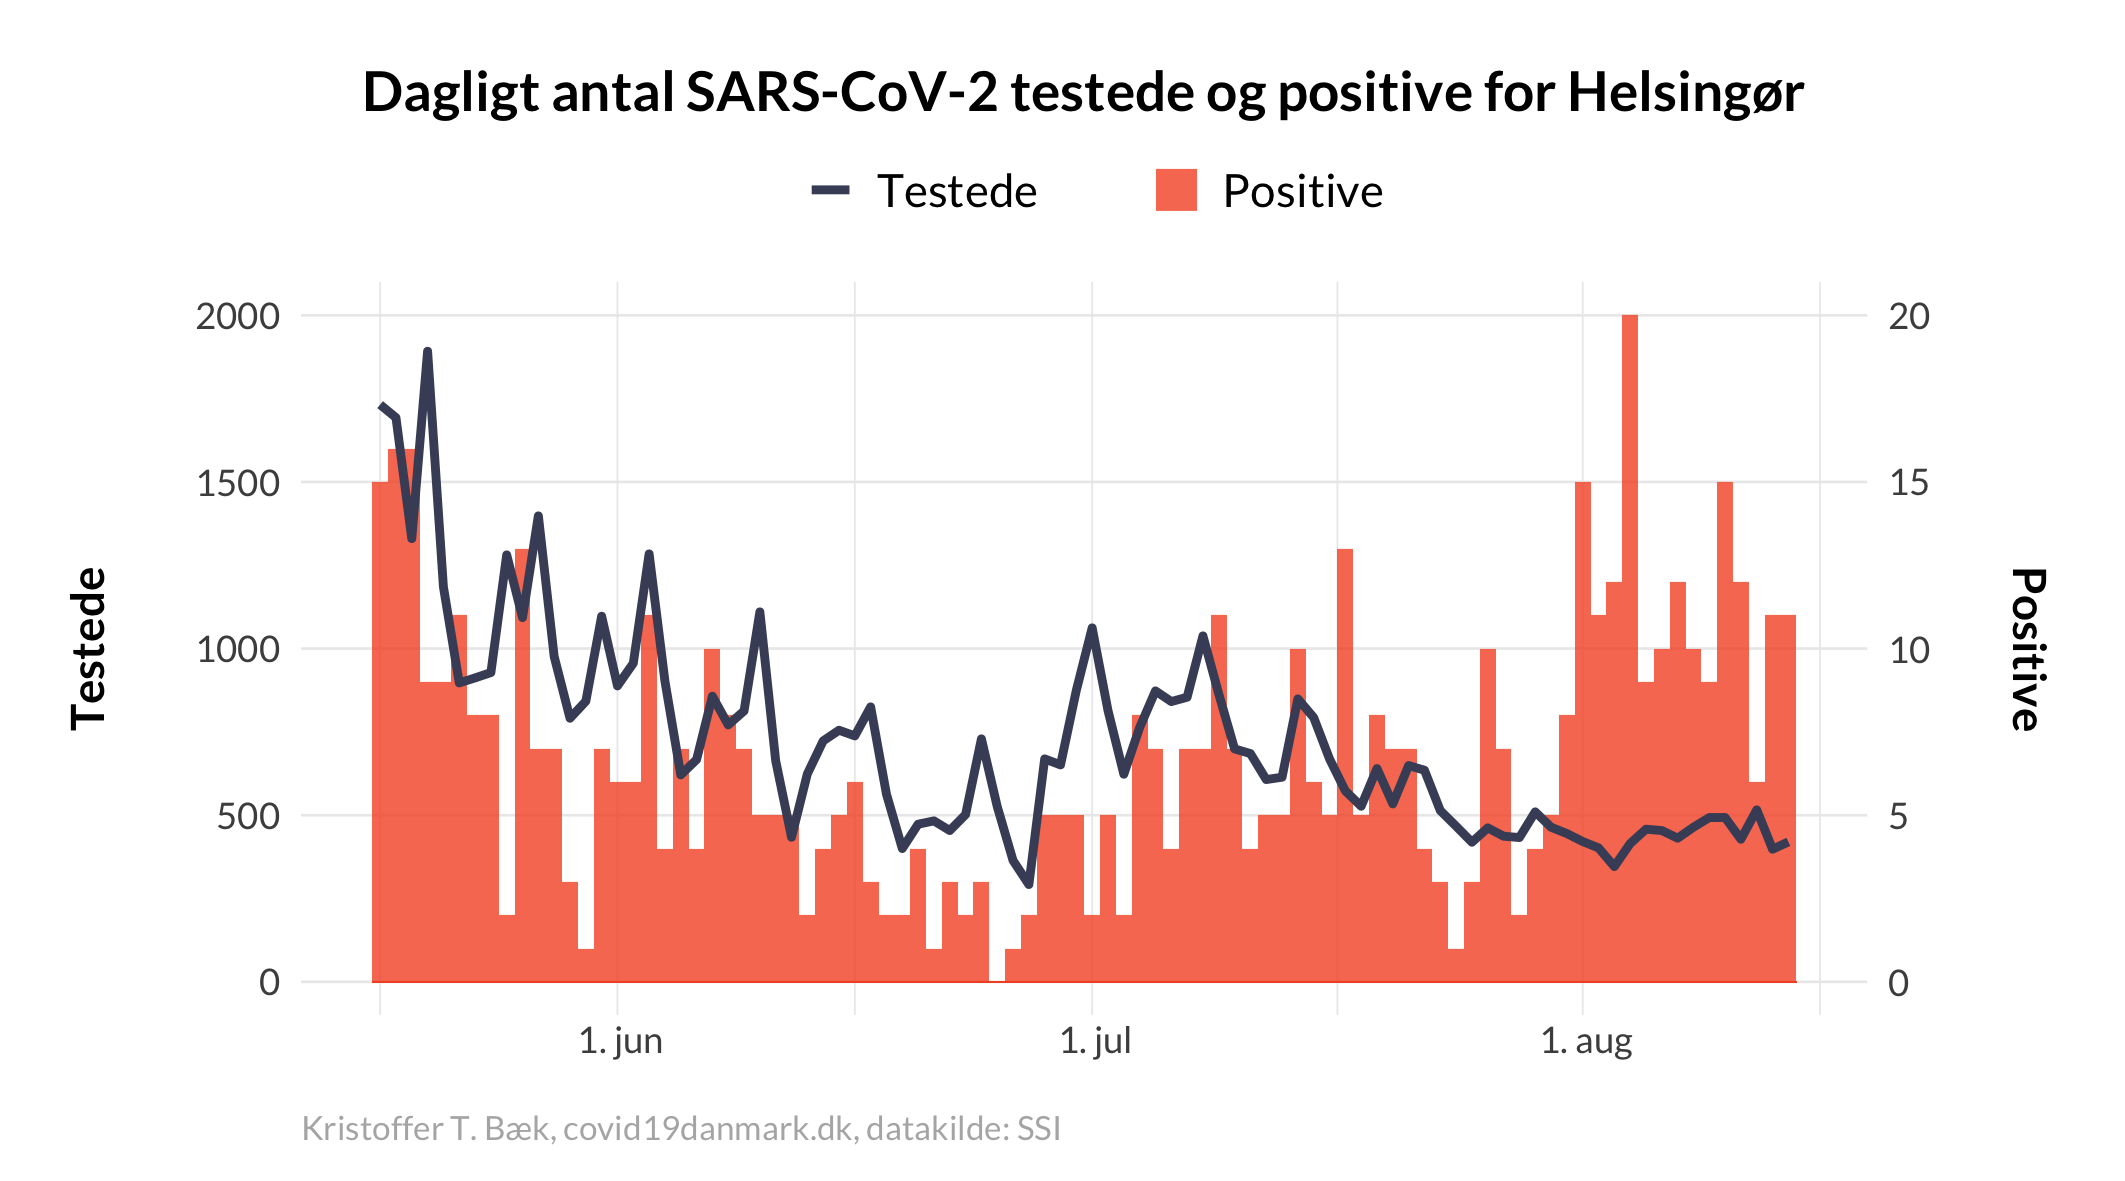 Dagligt antal SARS-CoV-2 testede og positive for Helsingør
Testede
Positive
2000
1500
1000
500
0
20
15
10
5
0
Testede
Positive
1. jun
1. jul
1. aug
Kristoffer T. Bæk, covid19danmark.dk, datakilde: SSI